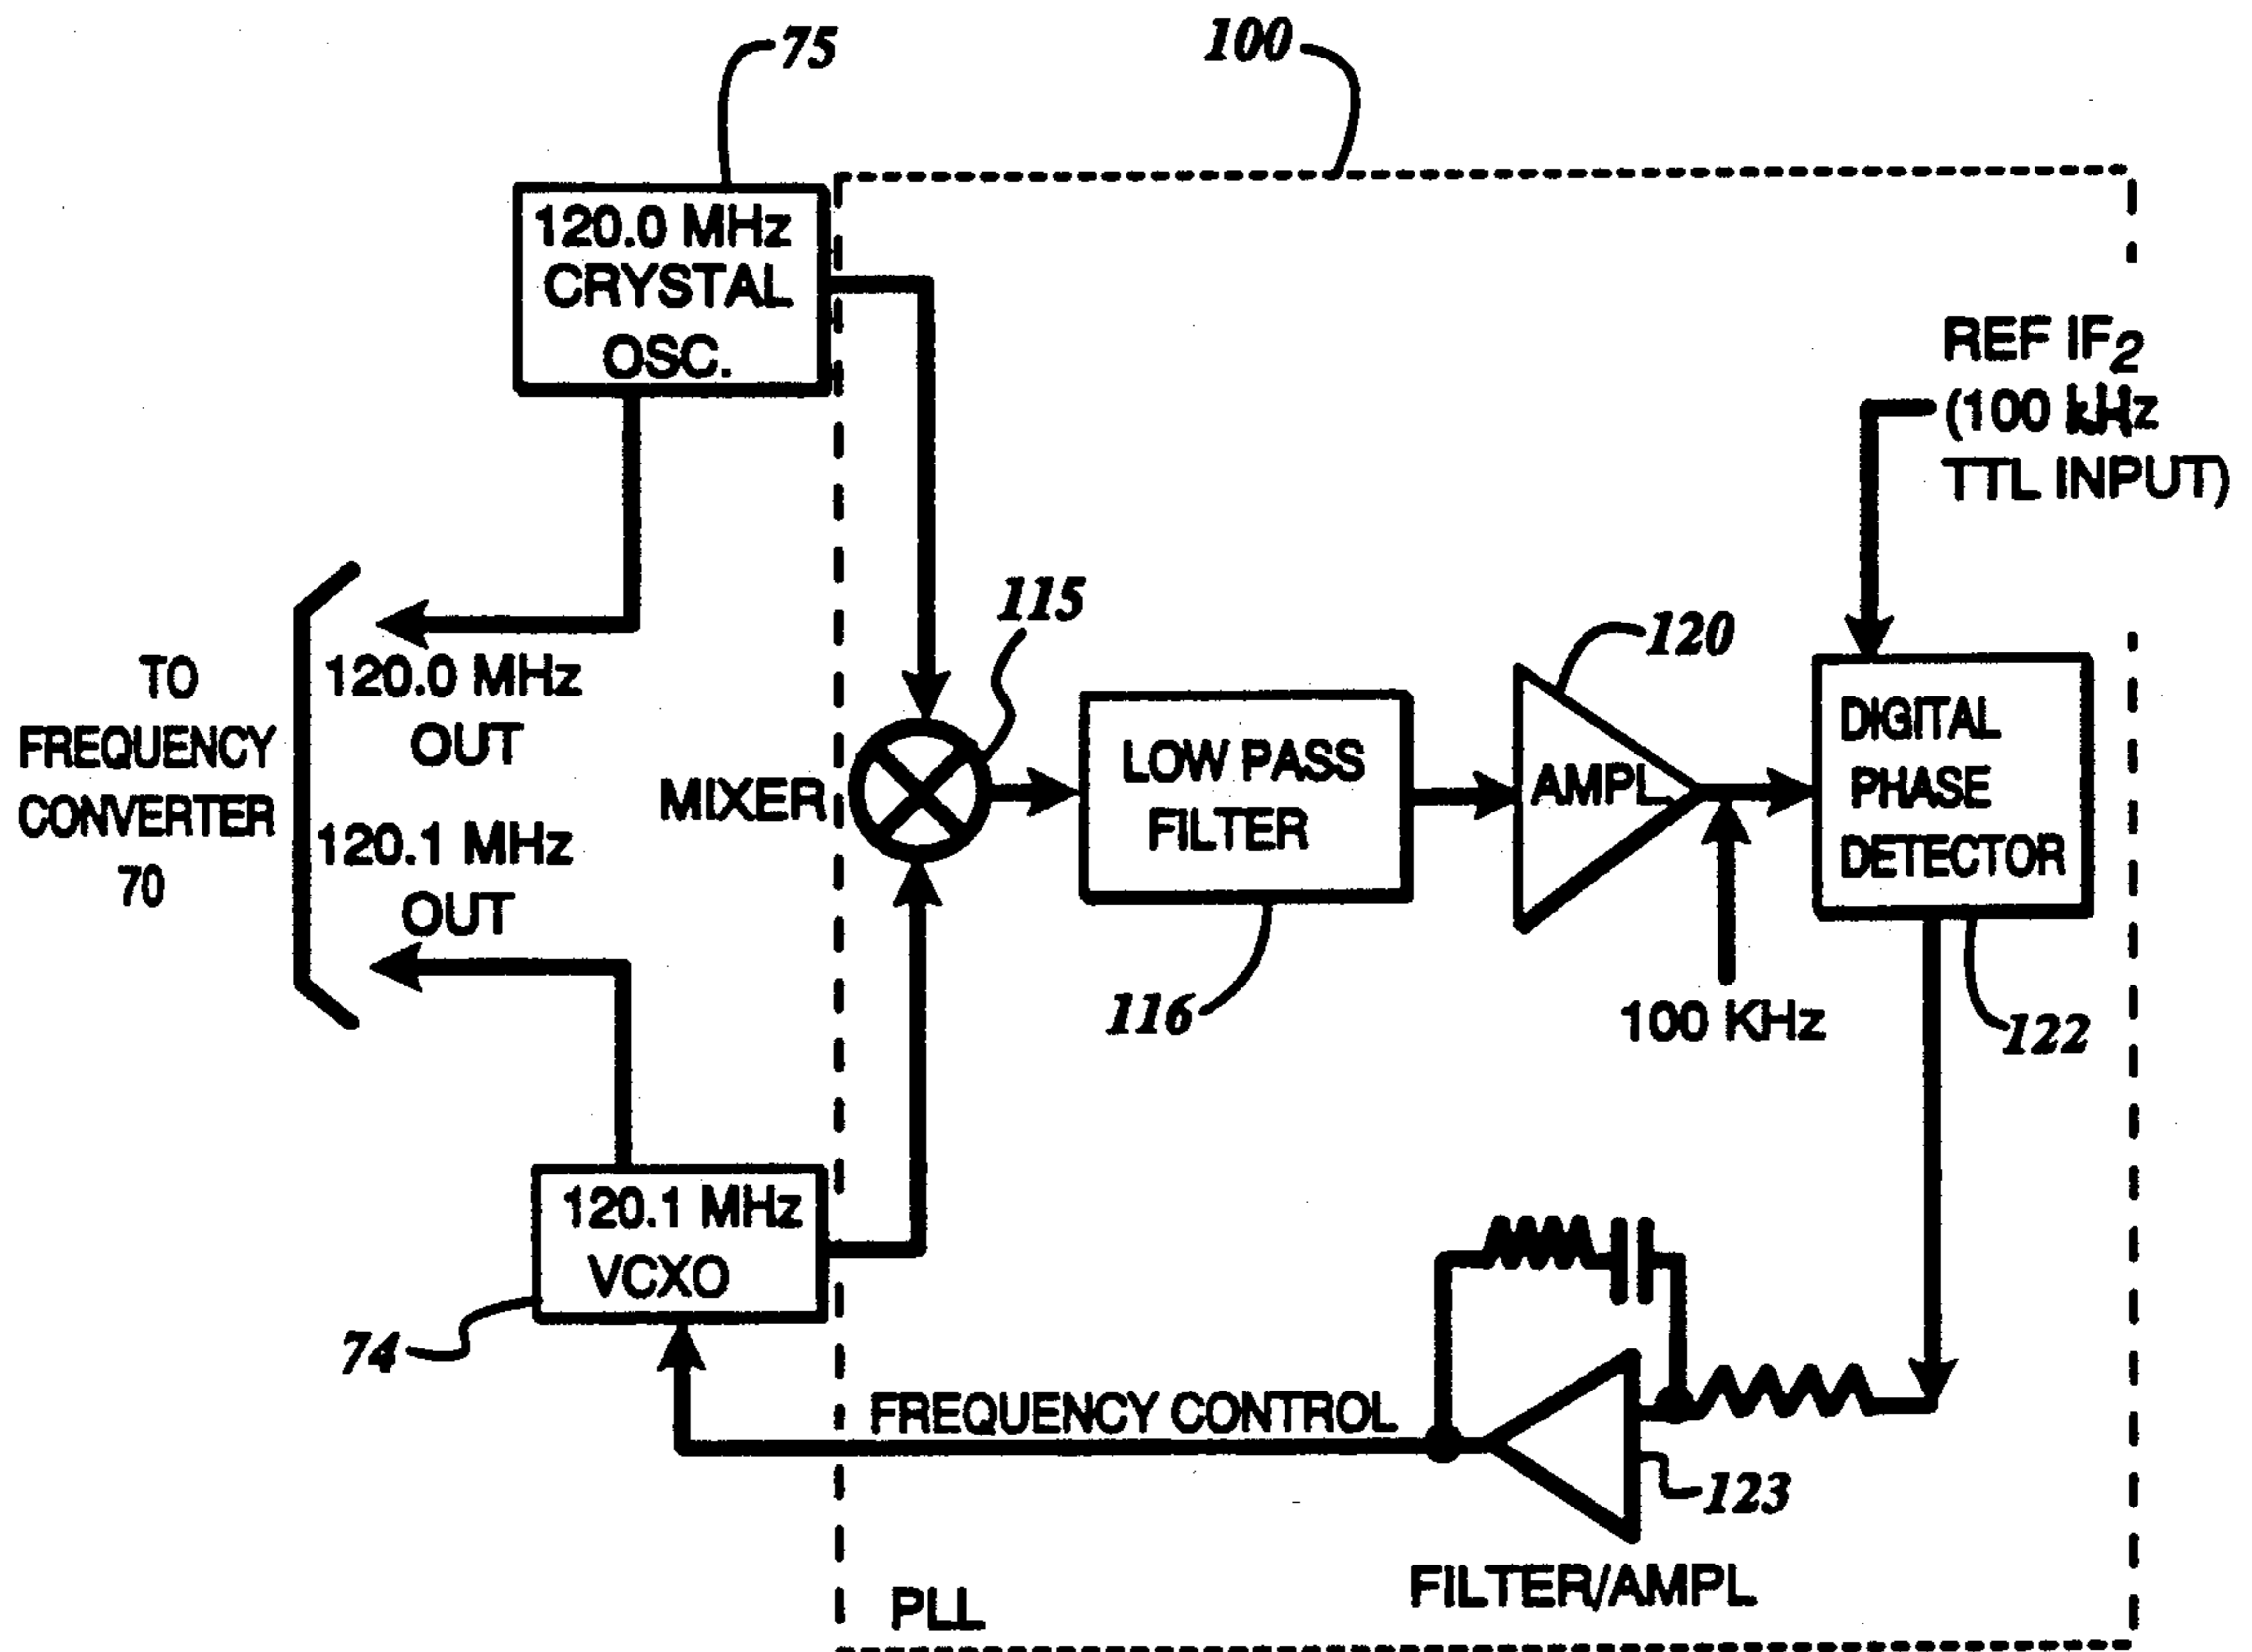 75
100
120.0 MHz
CRYSTAL
OSC.
REF IF2
(100 kHz
TTL INPUT)
115
120
TO
FREQUENCY
CONVERTER
70
120.0 MHz
OUT
120.1 MHz
OUT
MIXER
LOW PASS
FILTER
AMPL.
DIGITAL
PHASE
DETECTOR
116
100 KHz
122
120.1 MHz
VCXO
74
FREQUENCY CONTROL
123
FILTER/AMPL
PLL